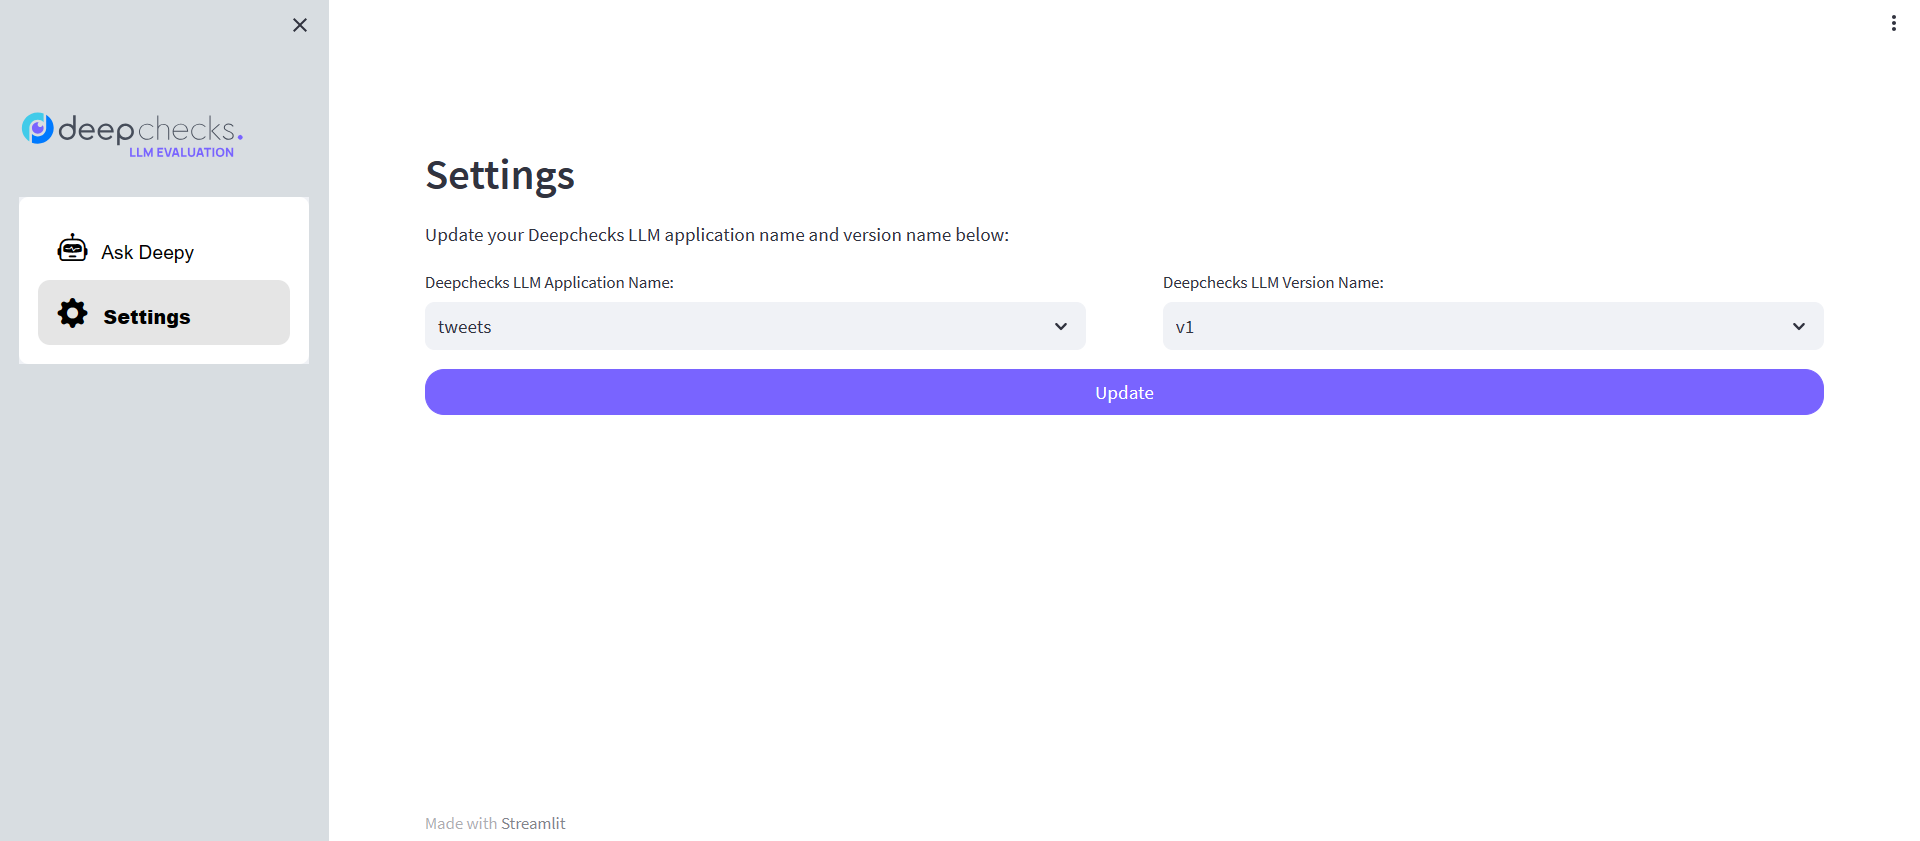 deepchecks.
LLM EVALUATION
Ask Deepy
Settings
Settings
Update your Deepchecks LLM application name and version name below:
Deepchecks LLM Application Name:
tweets
Deepchecks LLM Version Name:
v1
Update
Made with Streamlit